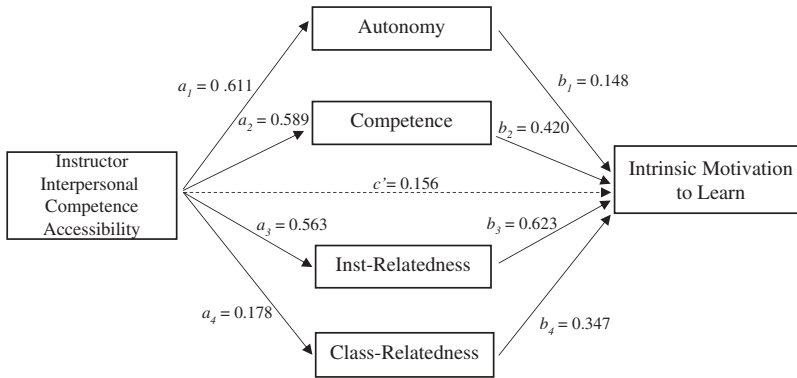 Autonomy
a1 = 0 .611
b1 = 0.148
a2 = 0.589
Competence
b2 = 0.420
Instructor
Interpersonal
Competence
Accessibility
c' = 0.156
Intrinsic Motivation
to Learn
a3 = 0.563
b3 = 0.623
Inst-Relatedness
a4 = 0.178
b4 = 0.347
Class-Relatedness